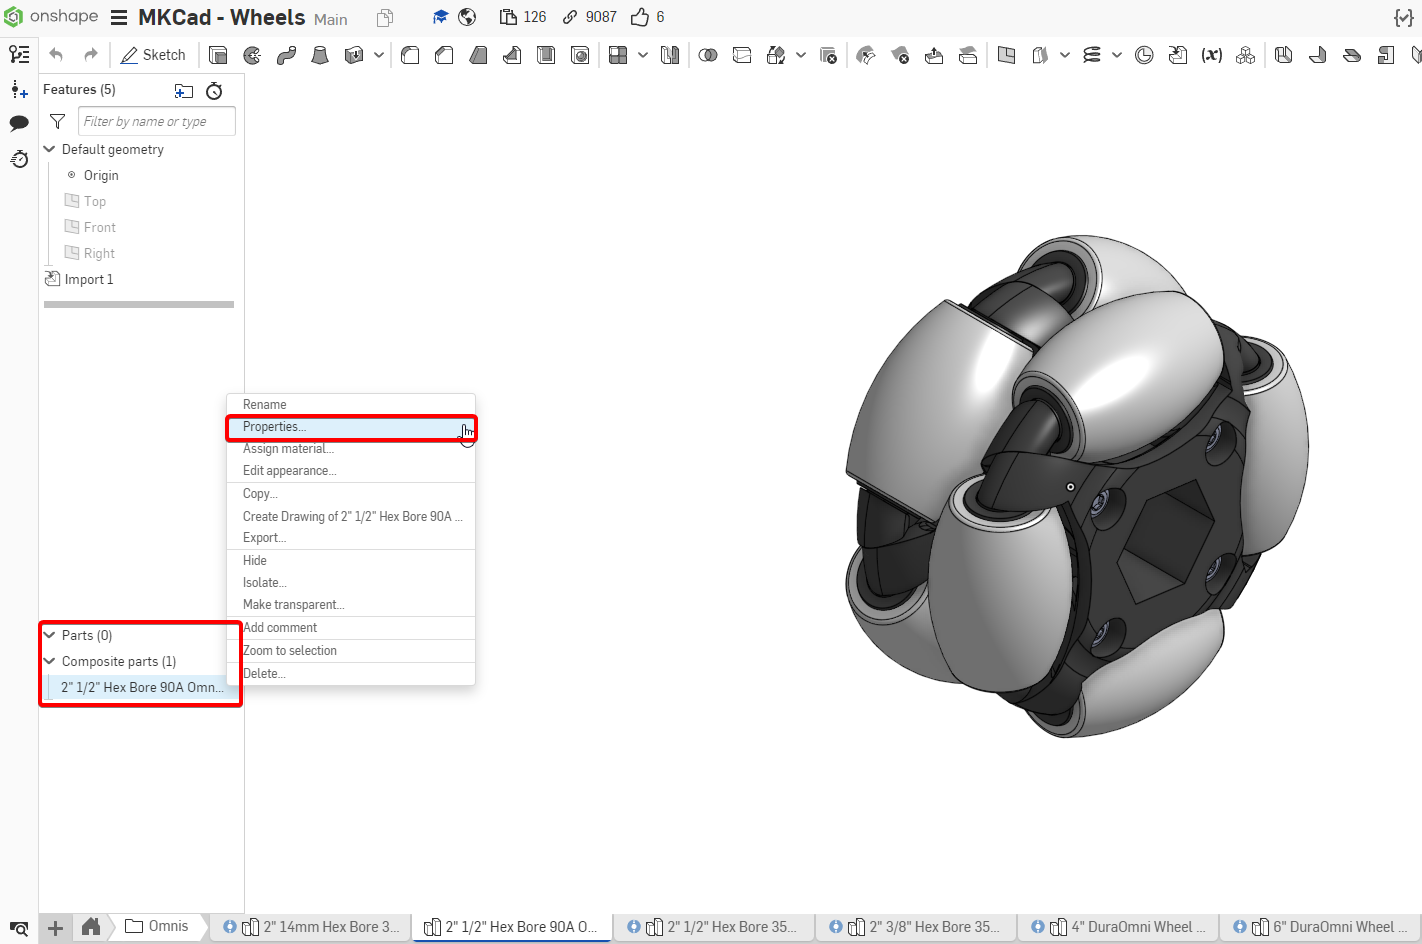 onshape MKCad - Wheels Main 126 9087 6
Sketch (x)
Features (5)
Filter by name or type
Default geometry
Origin
Top
Front
Right
Import 1
Rename
Properties...
Assign material...
Edit appearance...
Copy...
Create Drawing of 2" 1/2" Hex Bore 90A ...
Export...
Hide
Isolate...
Make transparent...
Add comment
Zoom to selection
Delete...
Parts (0)
Composite parts (1)
2" 1/2" Hex Bore 90A Omn...
Omnis 2" 14mm Hex Bore 3... 2" 1/2" Hex Bore 90A O... 2" 1/2" Hex Bore 35... 2" 3/8" Hex Bore 35... 4" DuraOmni Wheel ... 6" DuraOmni Wheel ...